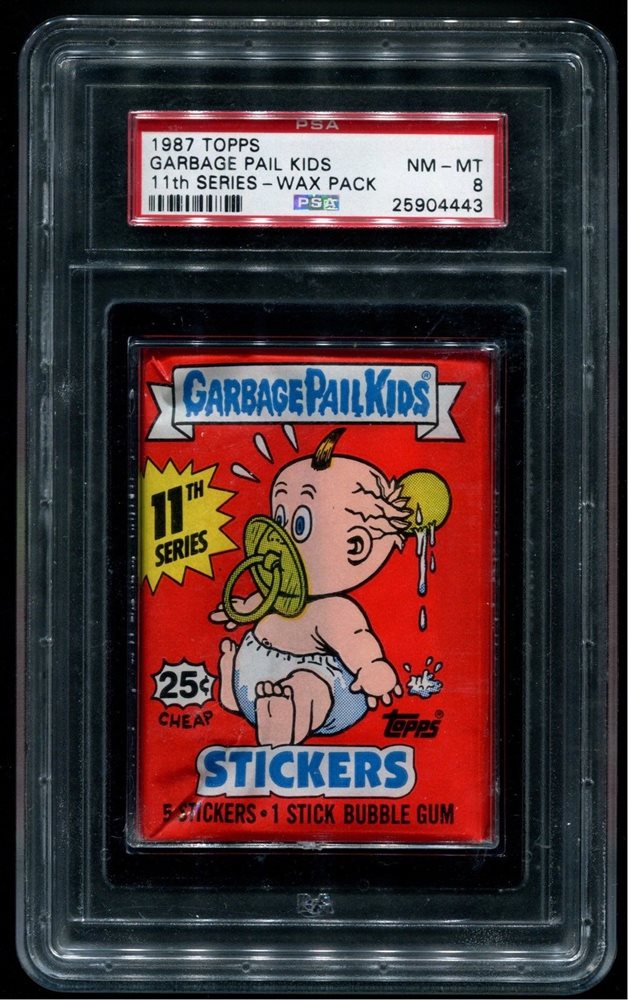 PSA
1987 TOPPS
GARBAGE PAIL KIDS NM - MT
11th SERIES - WAX PACK 8
PSA 25904443
GARBAGE PAIL KIDS®
11TH
SERIES
25¢
CHEAP
topps®
STICKERS
5 STICKERS • 1 STICK BUBBLE GUM
PSA